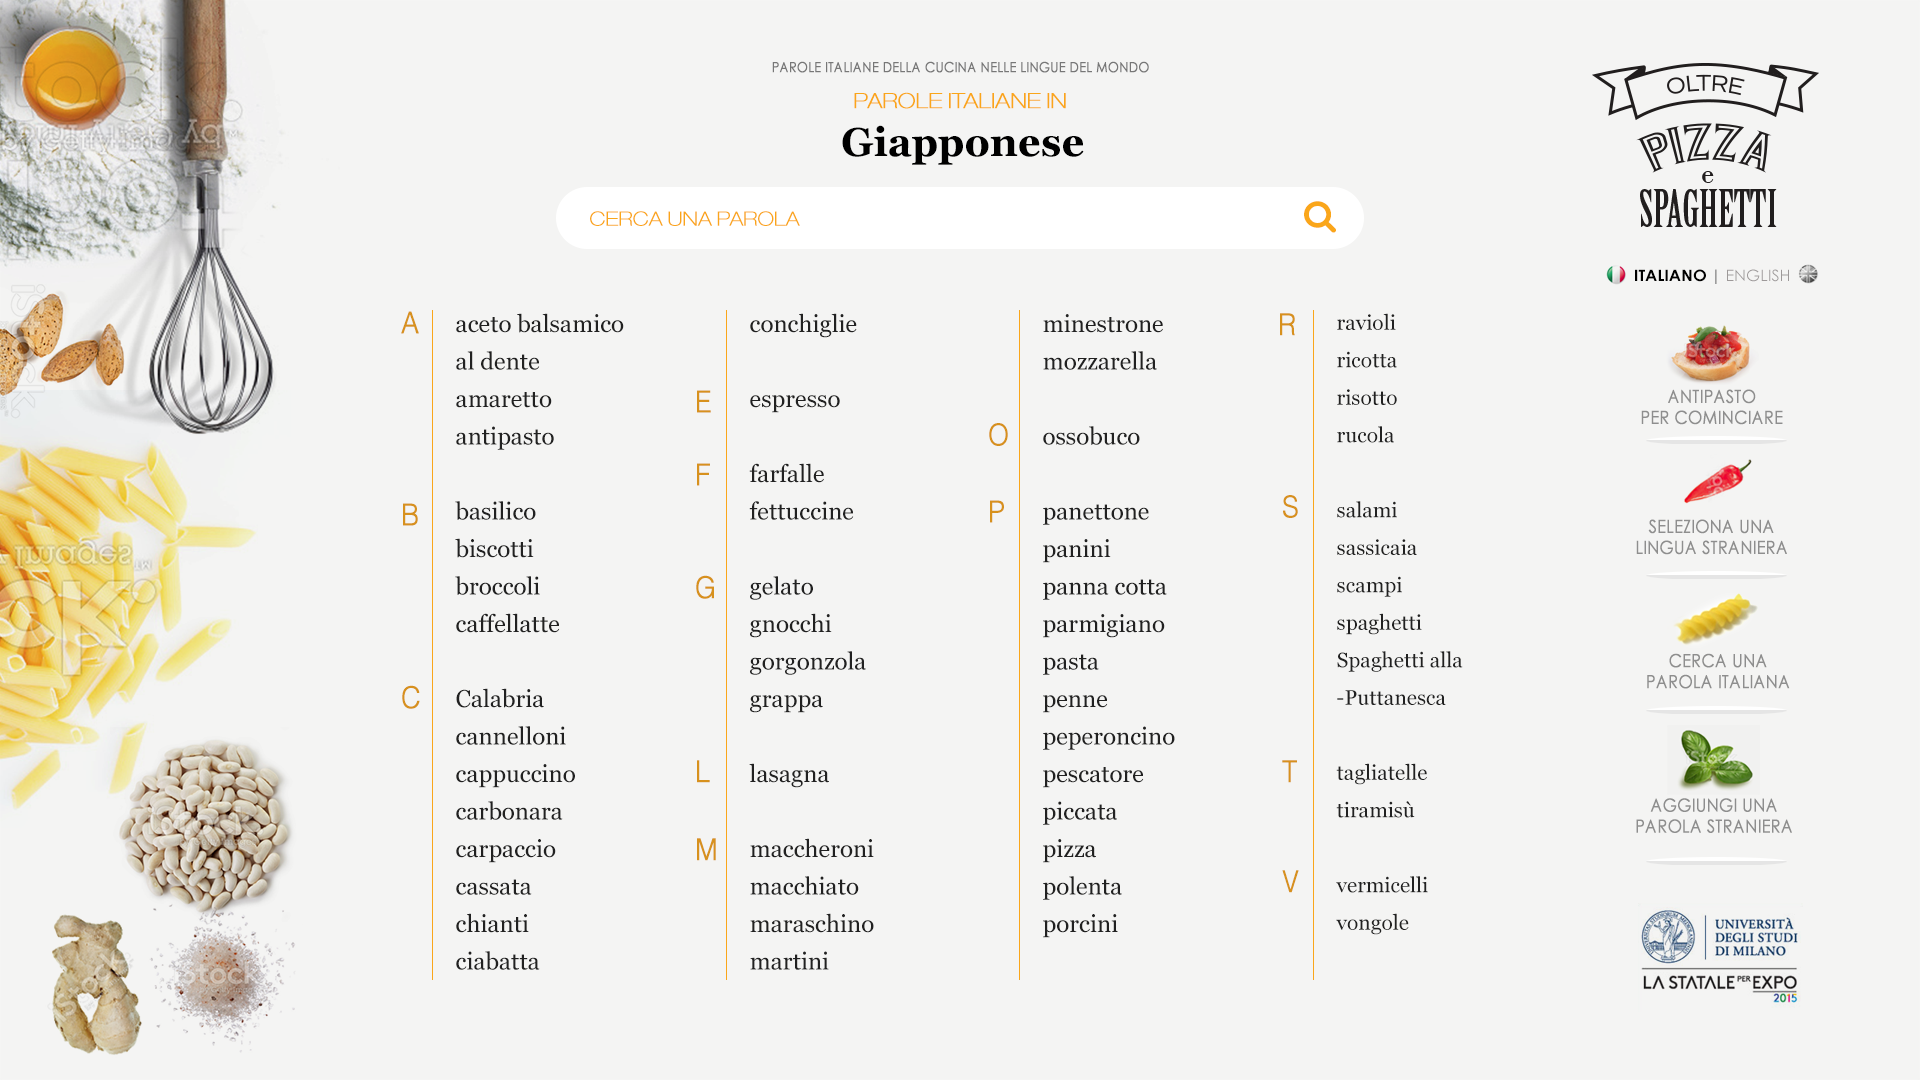 PAROLE ITALIANE DELLA CUCINA NELLE LINGUE DEL MONDO
PAROLE ITALIANE IN
Giapponese
CERCA UNA PAROLA
A
aceto balsamico
al dente
amaretto
antipasto
B
basilico
biscotti
broccoli
caffellatte
C
Calabria
cannelloni
cappuccino
carbonara
carpaccio
cassata
chianti
ciabatta
conchiglie
E
espresso
F
farfalle
fettuccine
G
gelato
gnocchi
gorgonzola
grappa
L
lasagna
M
maccheroni
macchiato
maraschino
martini
minestrone
mozzarella
O
ossobuco
P
panettone
panini
panna cotta
parmigiano
pasta
penne
peperoncino
pescatore
piccata
pizza
polenta
porcini
R
ravioli
ricotta
risotto
rucola
S
salami
sassicaia
scampi
spaghetti
Spaghetti alla
-Puttanesca
T
tagliatelle
tiramisù
V
vermicelli
vongole
OLTRE
PIZZA
e
SPAGHETTI
ITALIANO | ENGLISH
ANTIPASTO
PER COMINCIARE
SELEZIONA UNA
LINGUA STRANIERA
CERCA UNA
PAROLA ITALIANA
AGGIUNGI UNA
PAROLA STRANIERA
UNIVERSITÀ
DEGLI STUDI
DI MILANO
LA STATALE PER EXPO
2015